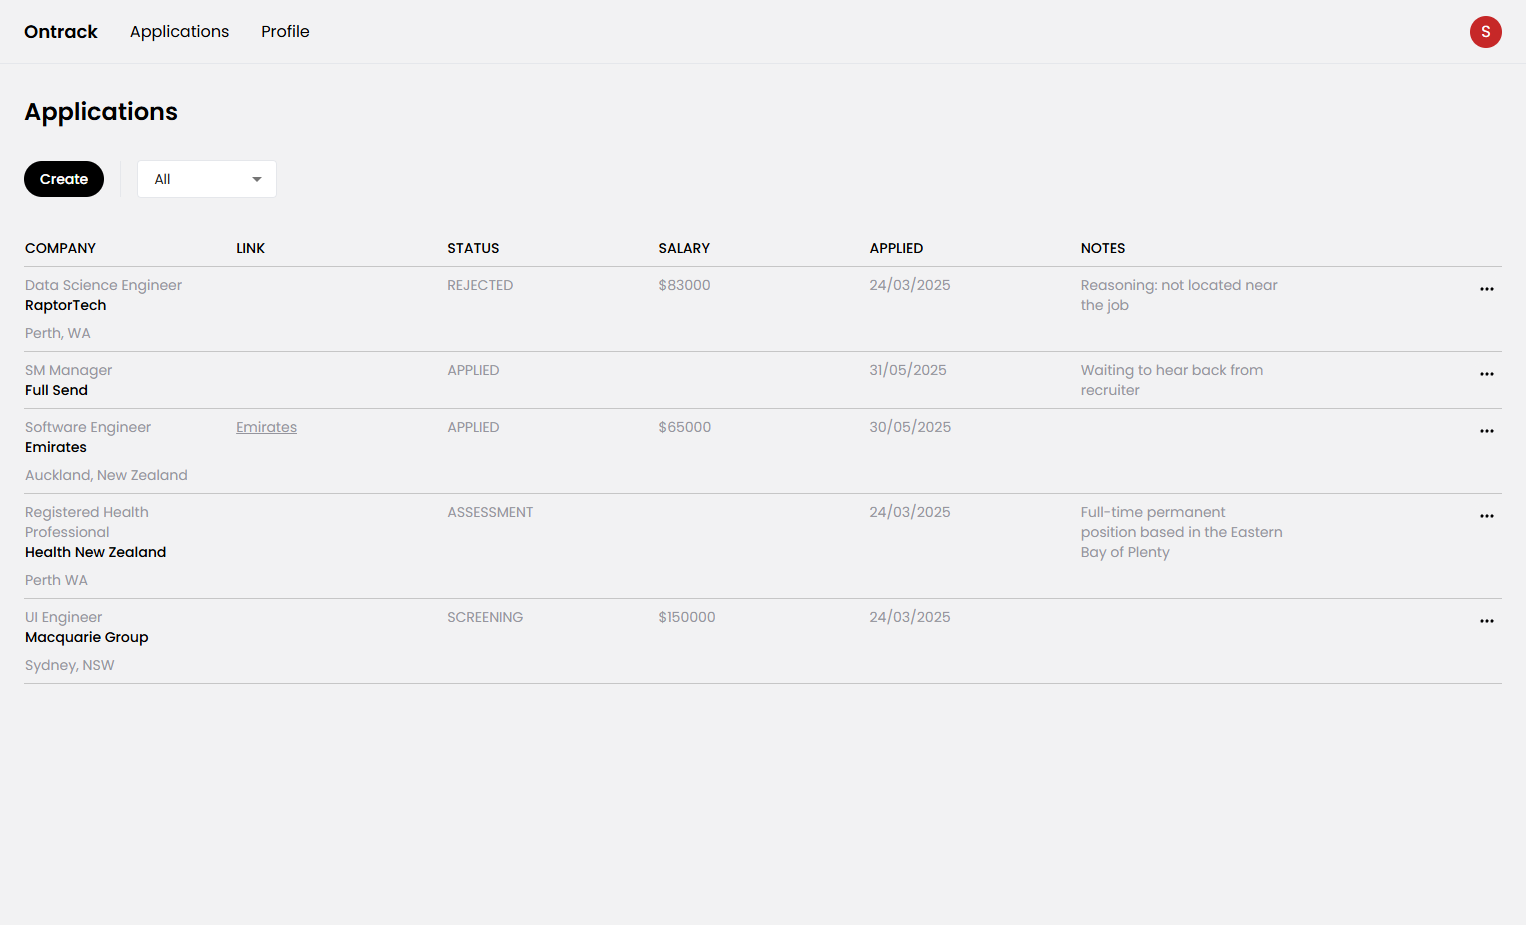 Ontrack Applications Profile S
Applications
Create All
COMPANY LINK STATUS SALARY APPLIED NOTES
Data Science Engineer REJECTED $83000 24/03/2025 Reasoning: not located near
RaptorTech the job
Perth, WA
SM Manager APPLIED 31/05/2025 Waiting to hear back from
Full Send recruiter
Software Engineer Emirates APPLIED $65000 30/05/2025
Emirates
Auckland, New Zealand
Registered Health ASSESSMENT 24/03/2025 Full-time permanent
Professional position based in the Eastern
Health New Zealand Bay of Plenty
Perth WA
UI Engineer SCREENING $150000 24/03/2025
Macquarie Group
Sydney, NSW